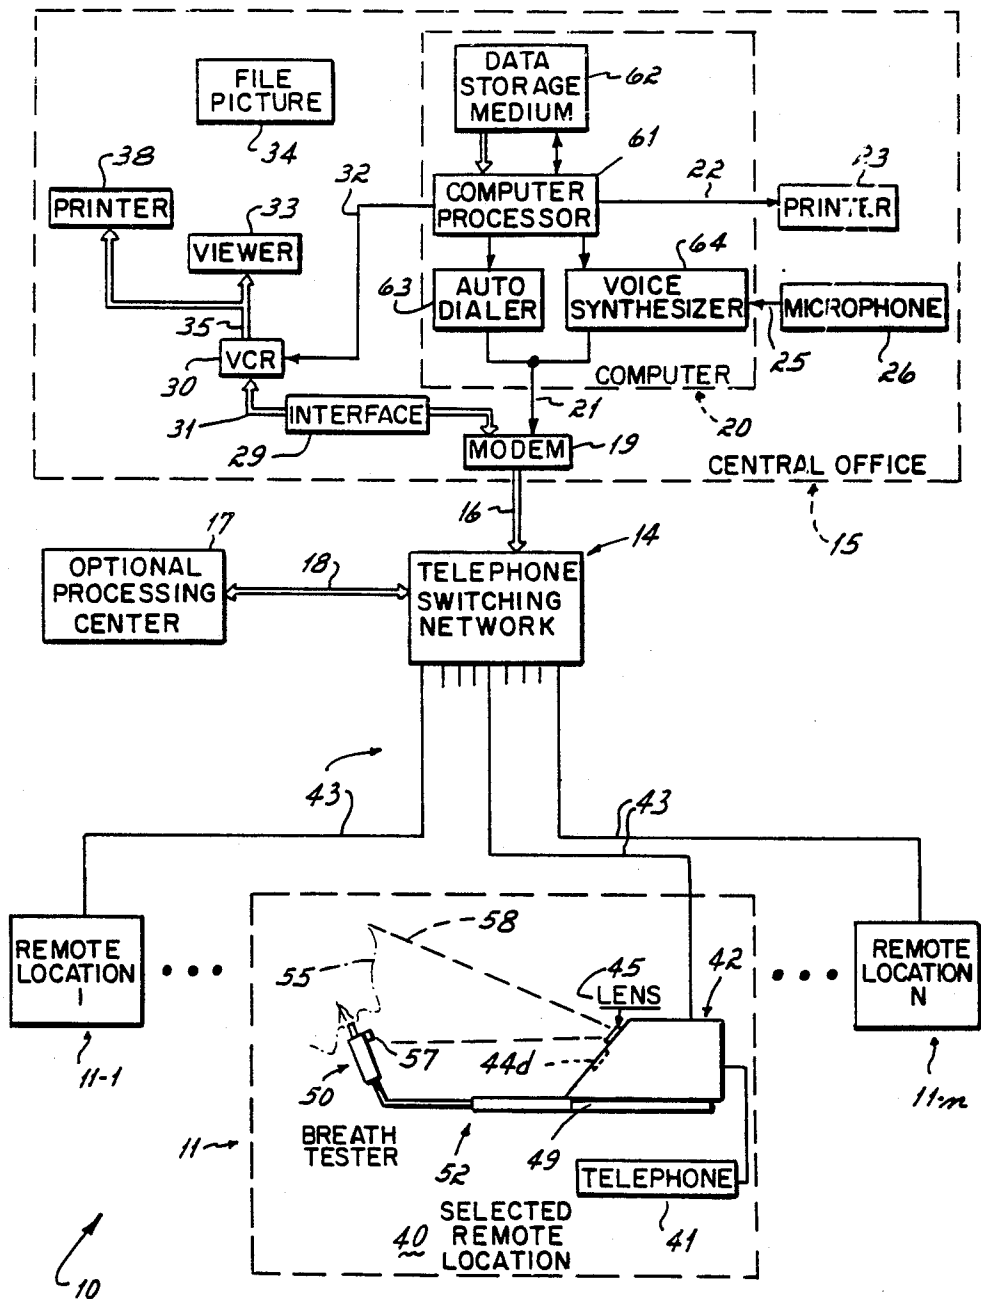 DATA
STORAGE
MEDIUM
62
FILE
PICTURE
34
61
38
32
22
23
PRINTER
COMPUTER
PROCESSOR
PRINTER
33
VIEWER
64
63
AUTO
DIALER
VOICE
SYNTHESIZER
MICROPHONE
35
30
VCR
25
26
COMPUTER
31
INTERFACE
21
20
29
MODEM
19
CENTRAL OFFICE
16
15
17
14
OPTIONAL
PROCESSING
CENTER
18
TELEPHONE
SWITCHING
NETWORK
43
43
58
REMOTE
LOCATION
1
55
45
LENS
42
REMOTE
LOCATION
N
57
44d
11-1
50
11-n
BREATH
TESTER
11
52
49
TELEPHONE
41
SELECTED
REMOTE
LOCATION
40
10